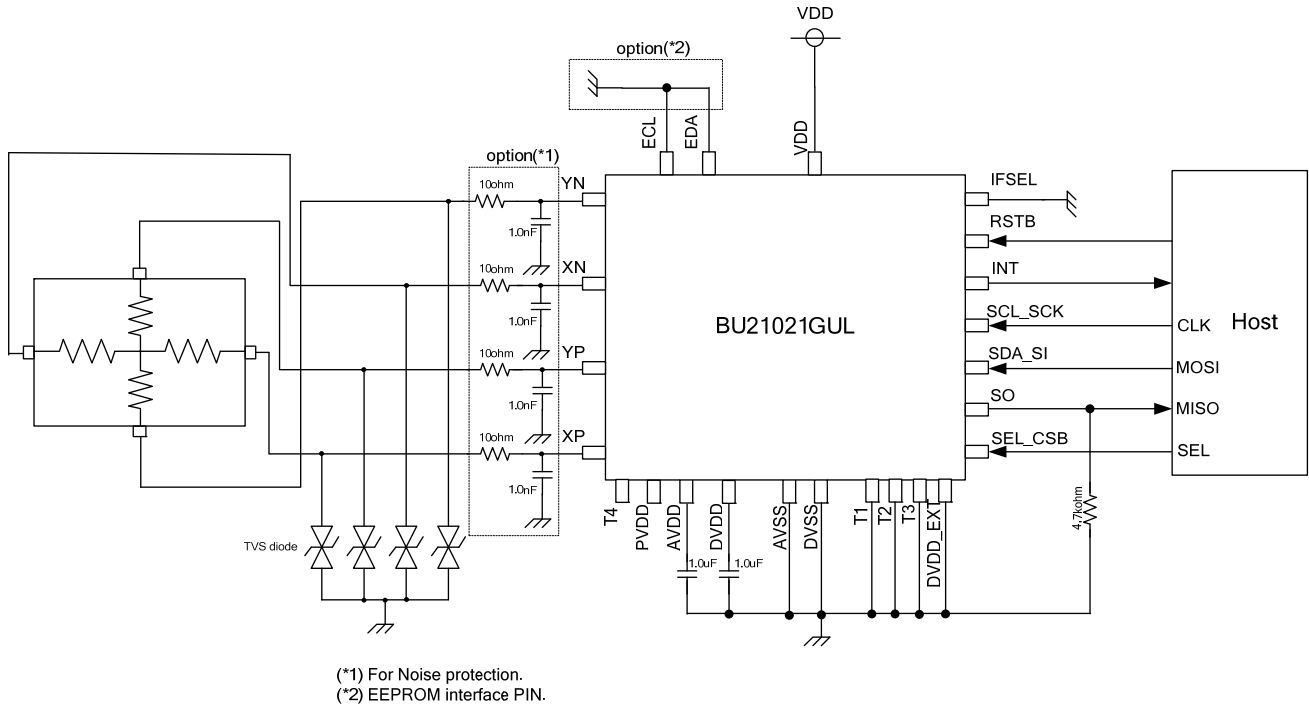 VDD
option(*2)
ECL
EDA
VDD
option(*1)
10ohm
YN
1.0nF
10ohm
XN
1.0nF
10ohm
YP
1.0nF
10ohm
XP
1.0nF
BU21021GUL
IFSEL
RSTB
INT
SCL_SCK
CLK
Host
SDA_SI
MOSI
SO
MISO
SEL_CSB
SEL
T4
PVDD
AVDD
DVDD
AVSS
DVSS
T1
T2
T3
DVDD_EXT
4.7kohm
TVS diode
1.0uF
1.0uF
(*1) For Noise protection.
(*2) EEPROM interface PIN.